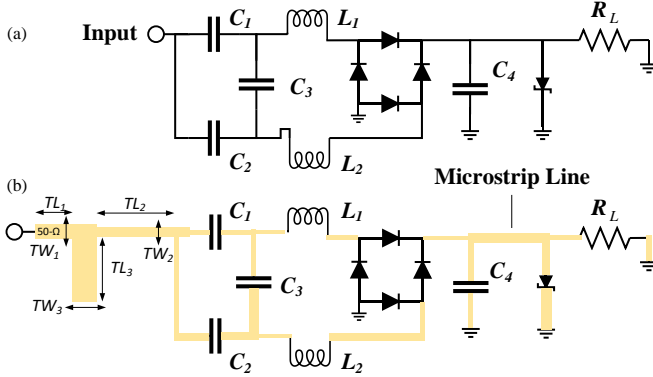 (a)
Input
C1
L1
RL
C3
C4
C2
L2
(b)
Microstrip Line
TL1
TL2
C1
L1
RL
50-Ω
TW1
TW2
TL3
C3
C4
TW3
C2
L2